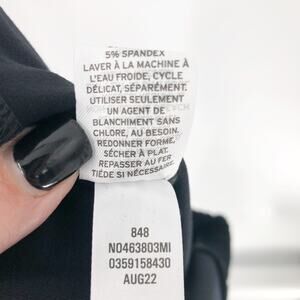 5% SPANDEX
LAVER À LA MACHINE À
L'EAU FROIDE, CYCLE
DÉLICAT, SÉPARÉMENT.
UTILISER SEULEMENT
UN AGENT DE
BLANCHIMENT SANS
CHLORE, AU BESOIN.
REDONNER FORME,
SÉCHER À PLAT.
REPASSER AU FER
TIÈDE SI NÉCESSAIRE.
848
N0463803MI
0359158430
AUG22